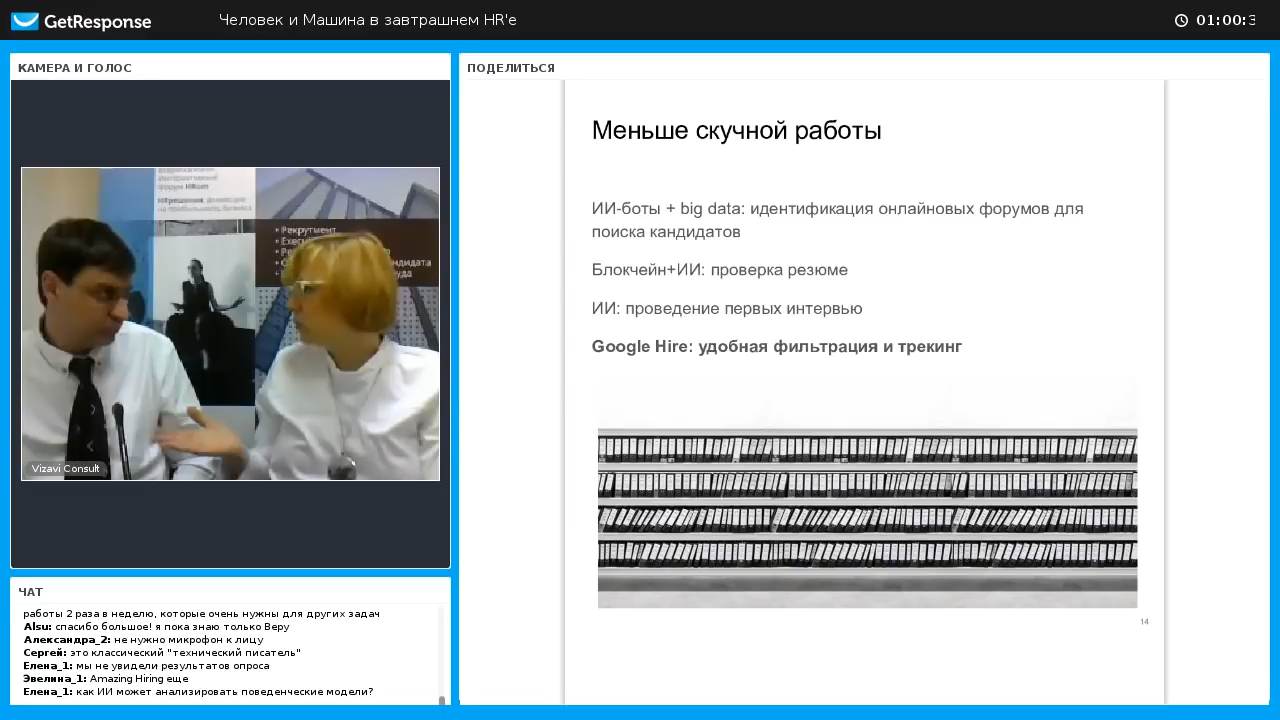 GetResponse
Человек и Машина в завтрашнем HR'е
01:00:3
КАМЕРА И ГОЛОС
форум HRизм
HRрешения
• Рекрутмент
Vizavi Consult
ЧАТ
работы 2 раза в неделю, которые очень нужны для других задач
Alsu: спасибо большое! я пока знаю только Веру
Александра_2: не нужно микрофон к лицу
Сергей: это классический "технический писатель"
Елена_1: мы не увидели результатов опроса
Эвелина_1: Amazing Hiring еще
Елена_1: как ИИ может анализировать поведенческие модели?
ПОДЕЛИТЬСЯ
Меньше скучной работы
ИИ-боты + big data: идентификация онлайновых форумов для
поиска кандидатов
Блокчейн+ИИ: проверка резюме
ИИ: проведение первых интервью
Google Hire: удобная фильтрация и трекинг
14